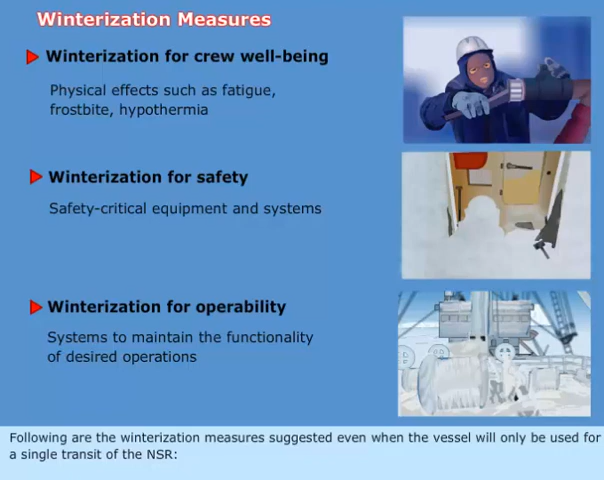 Winterization Measures
Winterization for crew well-being
Physical effects such as fatigue,
frostbite, hypothermia
Winterization for safety
Safety-critical equipment and systems
Winterization for operability
Systems to maintain the functionality
of desired operations
Following are the winterization measures suggested even when the vessel will only be used for
a single transit of the NSR: